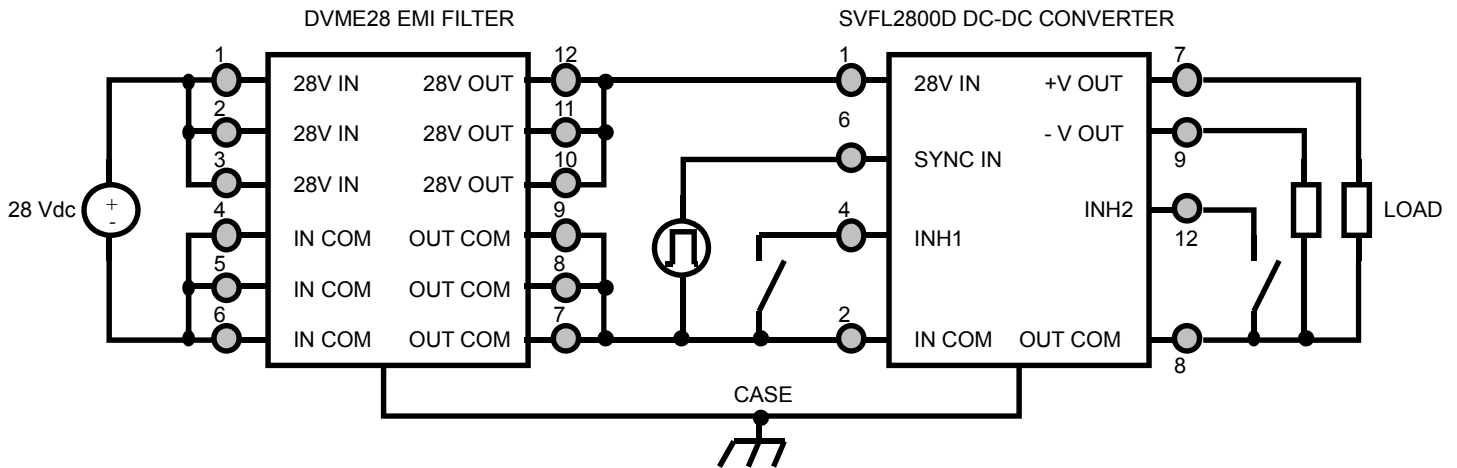 DVME28 EMI FILTER
SVFL2800D DC-DC CONVERTER
1
28V IN
28V OUT
12
2
28V IN
28V OUT
11
3
28V IN
28V OUT
10
4
IN COM
OUT COM
9
5
IN COM
OUT COM
8
6
IN COM
OUT COM
7
28 Vdc
+
-
1
28V IN
+V OUT
7
6
SYNC IN
- V OUT
9
4
INH1
INH2
12
2
IN COM
OUT COM
8
LOAD
CASE